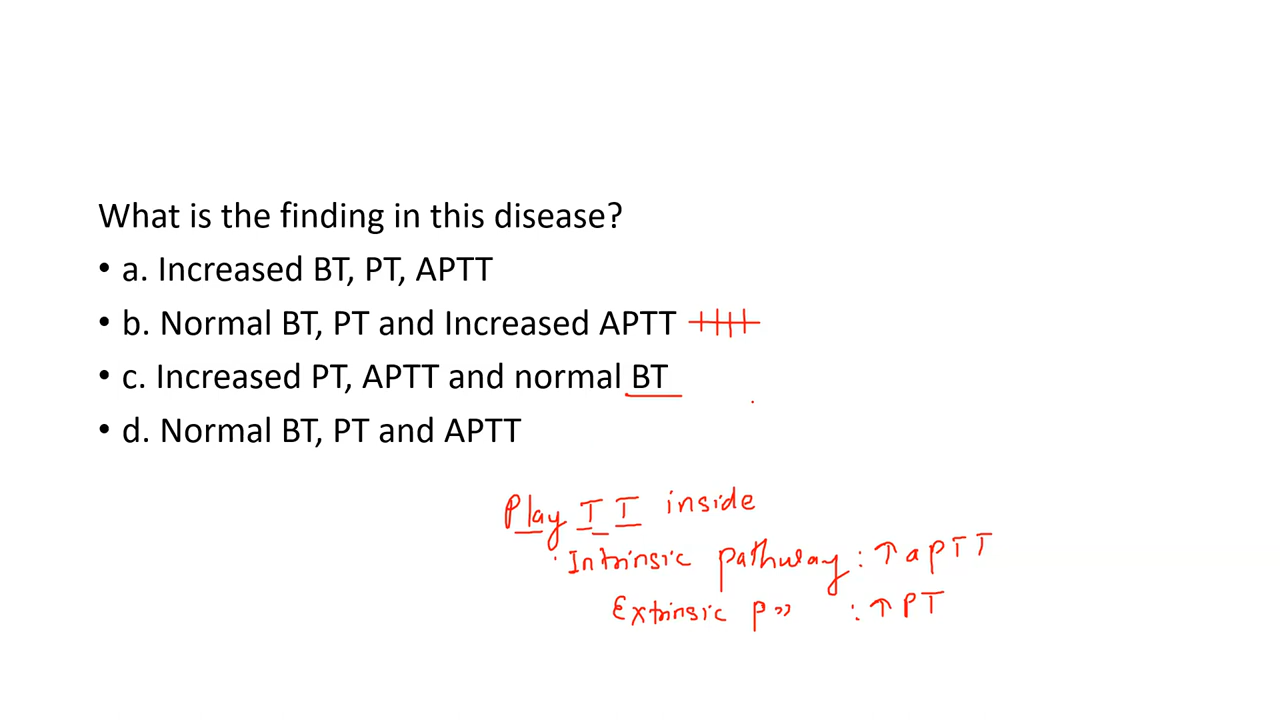 What is the finding in this disease?
• a. Increased BT, PT, APTT
• b. Normal BT, PT and Increased APTT
• c. Increased PT, APTT and normal BT
• d. Normal BT, PT and APTT
Play T T inside
Intrinsic pathway : ↑ aPTT
Extrinsic p " : ↑ PT